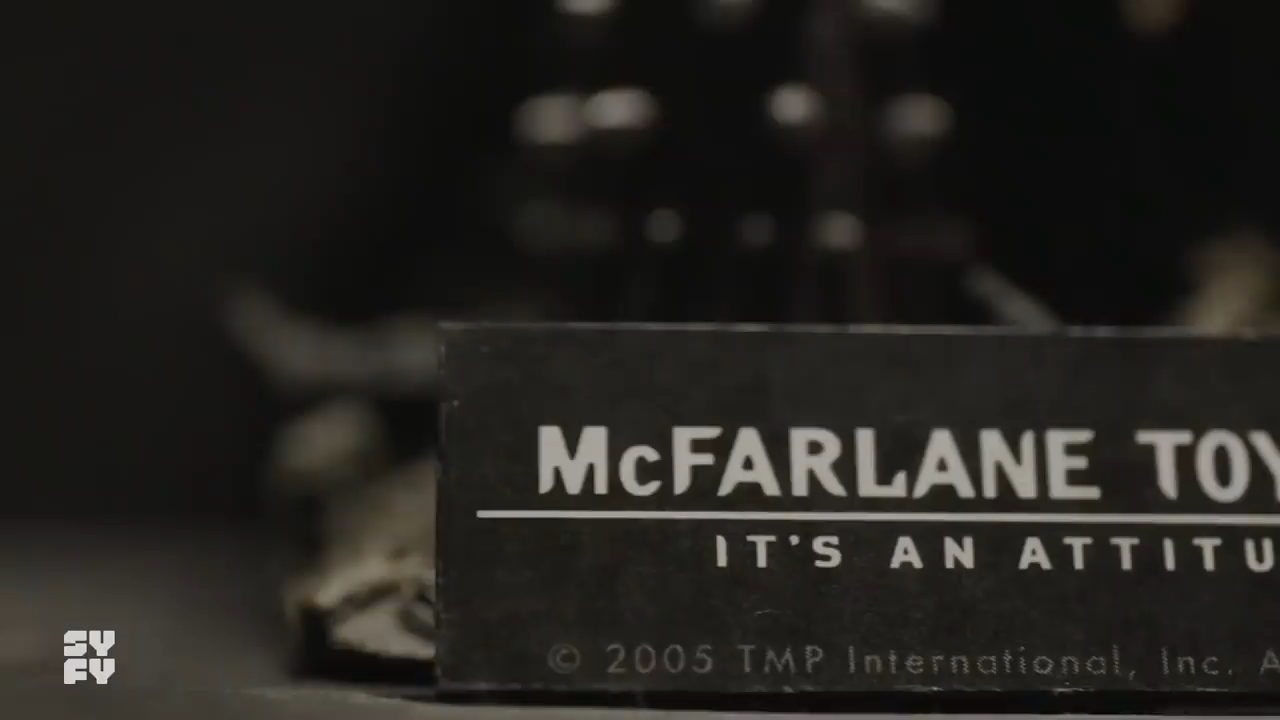 McFARLANE TOY
IT'S AN ATTITU
© 2005 TMP International, Inc. A
SY
FY